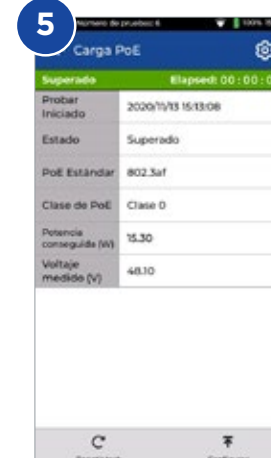 5
Número de pruebas: 6
100%
Carga PoE
Superado Elapsed: 00:00:0
Probar Iniciado 2020/11/13 15:13:08
Estado Superado
PoE Estándar 802.3af
Clase de PoE Clase 0
Potencia conseguida (W) 15.30
Voltaje medido (V) 48.10